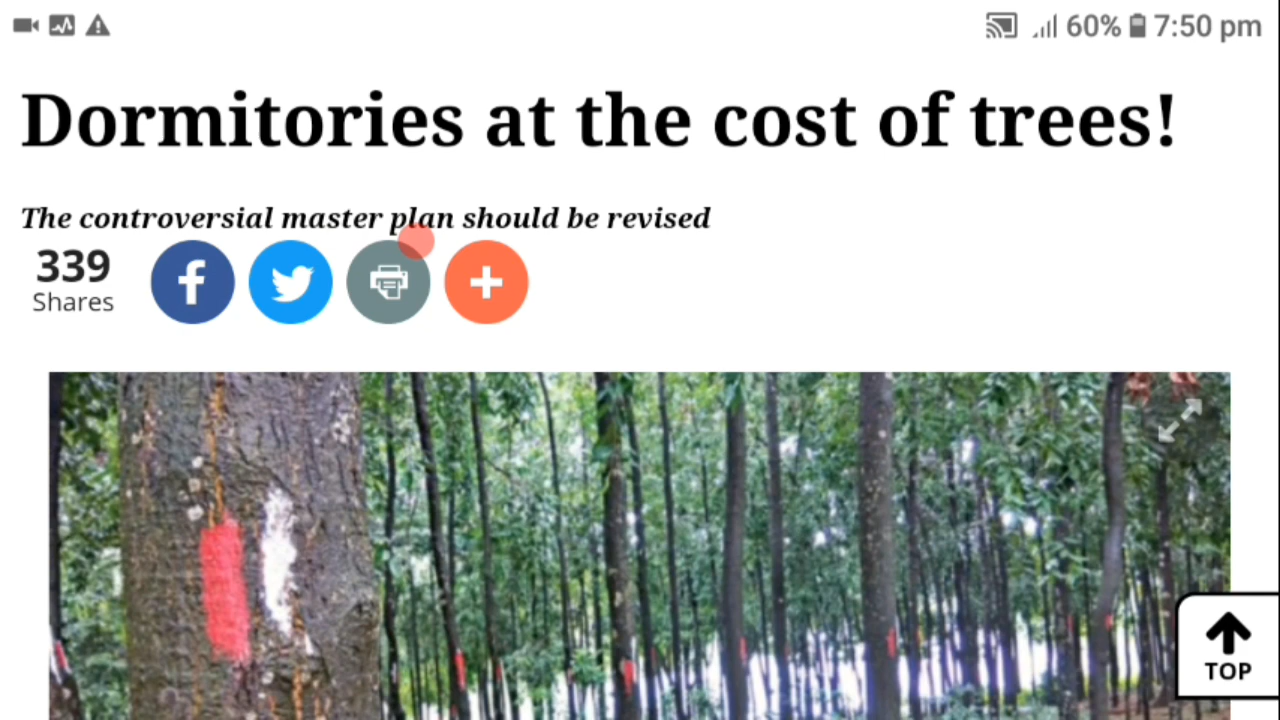 60% 7:50 pm
Dormitories at the cost of trees!
The controversial master plan should be revised
339
Shares
TOP